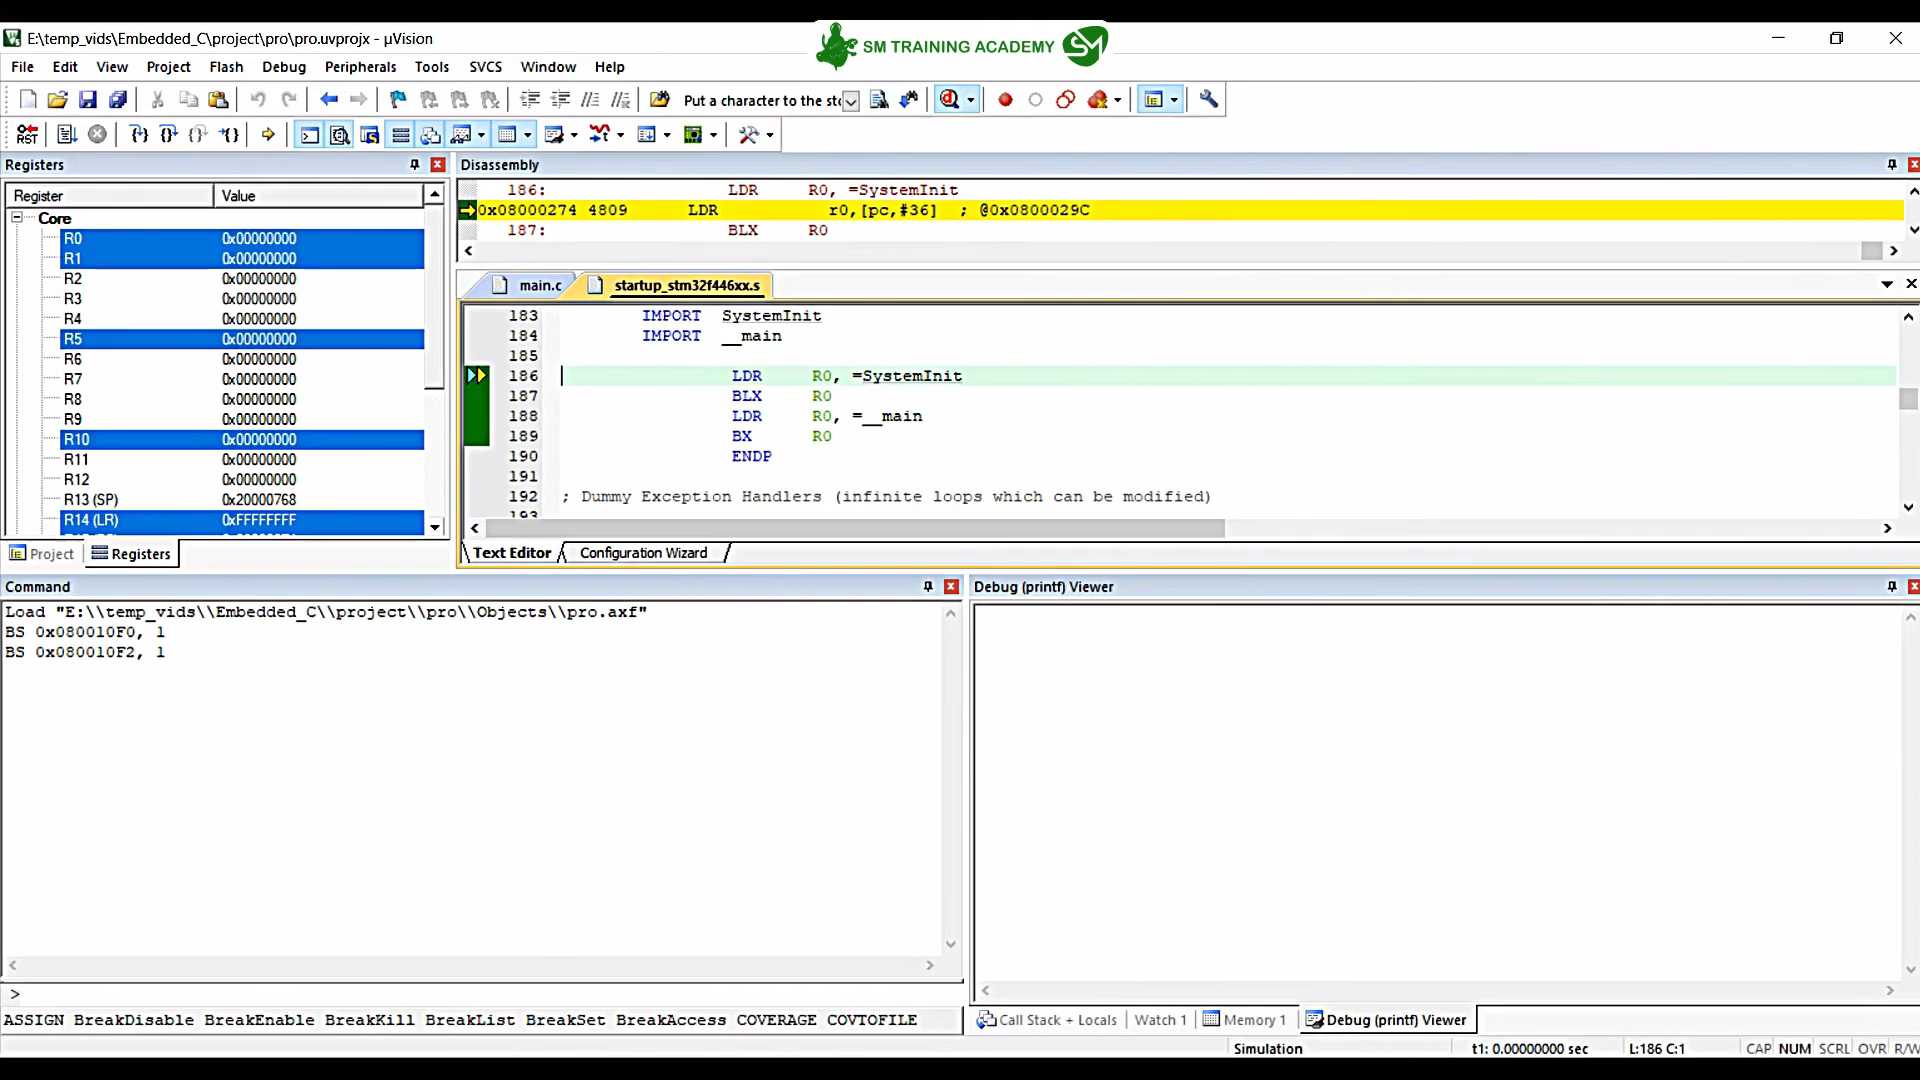 E:\temp_vids\Embedded_C\project\pro\pro.uvprojx - µVision
SM TRAINING ACADEMY SM
File Edit View Project Flash Debug Peripherals Tools SVCS Window Help
Put a character to the
RST
Registers
Register Value
Core
R0 0x00000000
R1 0x00000000
R2 0x00000000
R3 0x00000000
R4 0x00000000
R5 0x00000000
R6 0x00000000
R7 0x00000000
R8 0x00000000
R9 0x00000000
R10 0x00000000
R11 0x00000000
R12 0x00000000
R13 (SP) 0x20000768
R14 (LR) 0xFFFFFFFF
Project Registers
Disassembly
186: LDR R0, =SystemInit
0x08000274 4809 LDR r0,[pc,#36] ; @0x0800029C
187: BLX R0
main.c startup_stm32f446xx.s
183 IMPORT SystemInit
184 IMPORT __main
185
186 LDR R0, =SystemInit
187 BLX R0
188 LDR R0, =__main
189 BX R0
190 ENDP
191
192 ; Dummy Exception Handlers (infinite loops which can be modified)
193
Text Editor Configuration Wizard
Command
Load "E:\\temp_vids\\Embedded_C\\project\\pro\\Objects\\pro.axf"
BS 0x080010F0, 1
BS 0x080010F2, 1
>
ASSIGN BreakDisable BreakEnable BreakKill BreakList BreakSet BreakAccess COVERAGE COVTOFILE
Debug (printf) Viewer
Call Stack + Locals Watch 1 Memory 1 Debug (printf) Viewer
Simulation t1: 0.00000000 sec L:186 C:1 CAP NUM SCRL OVR R/W